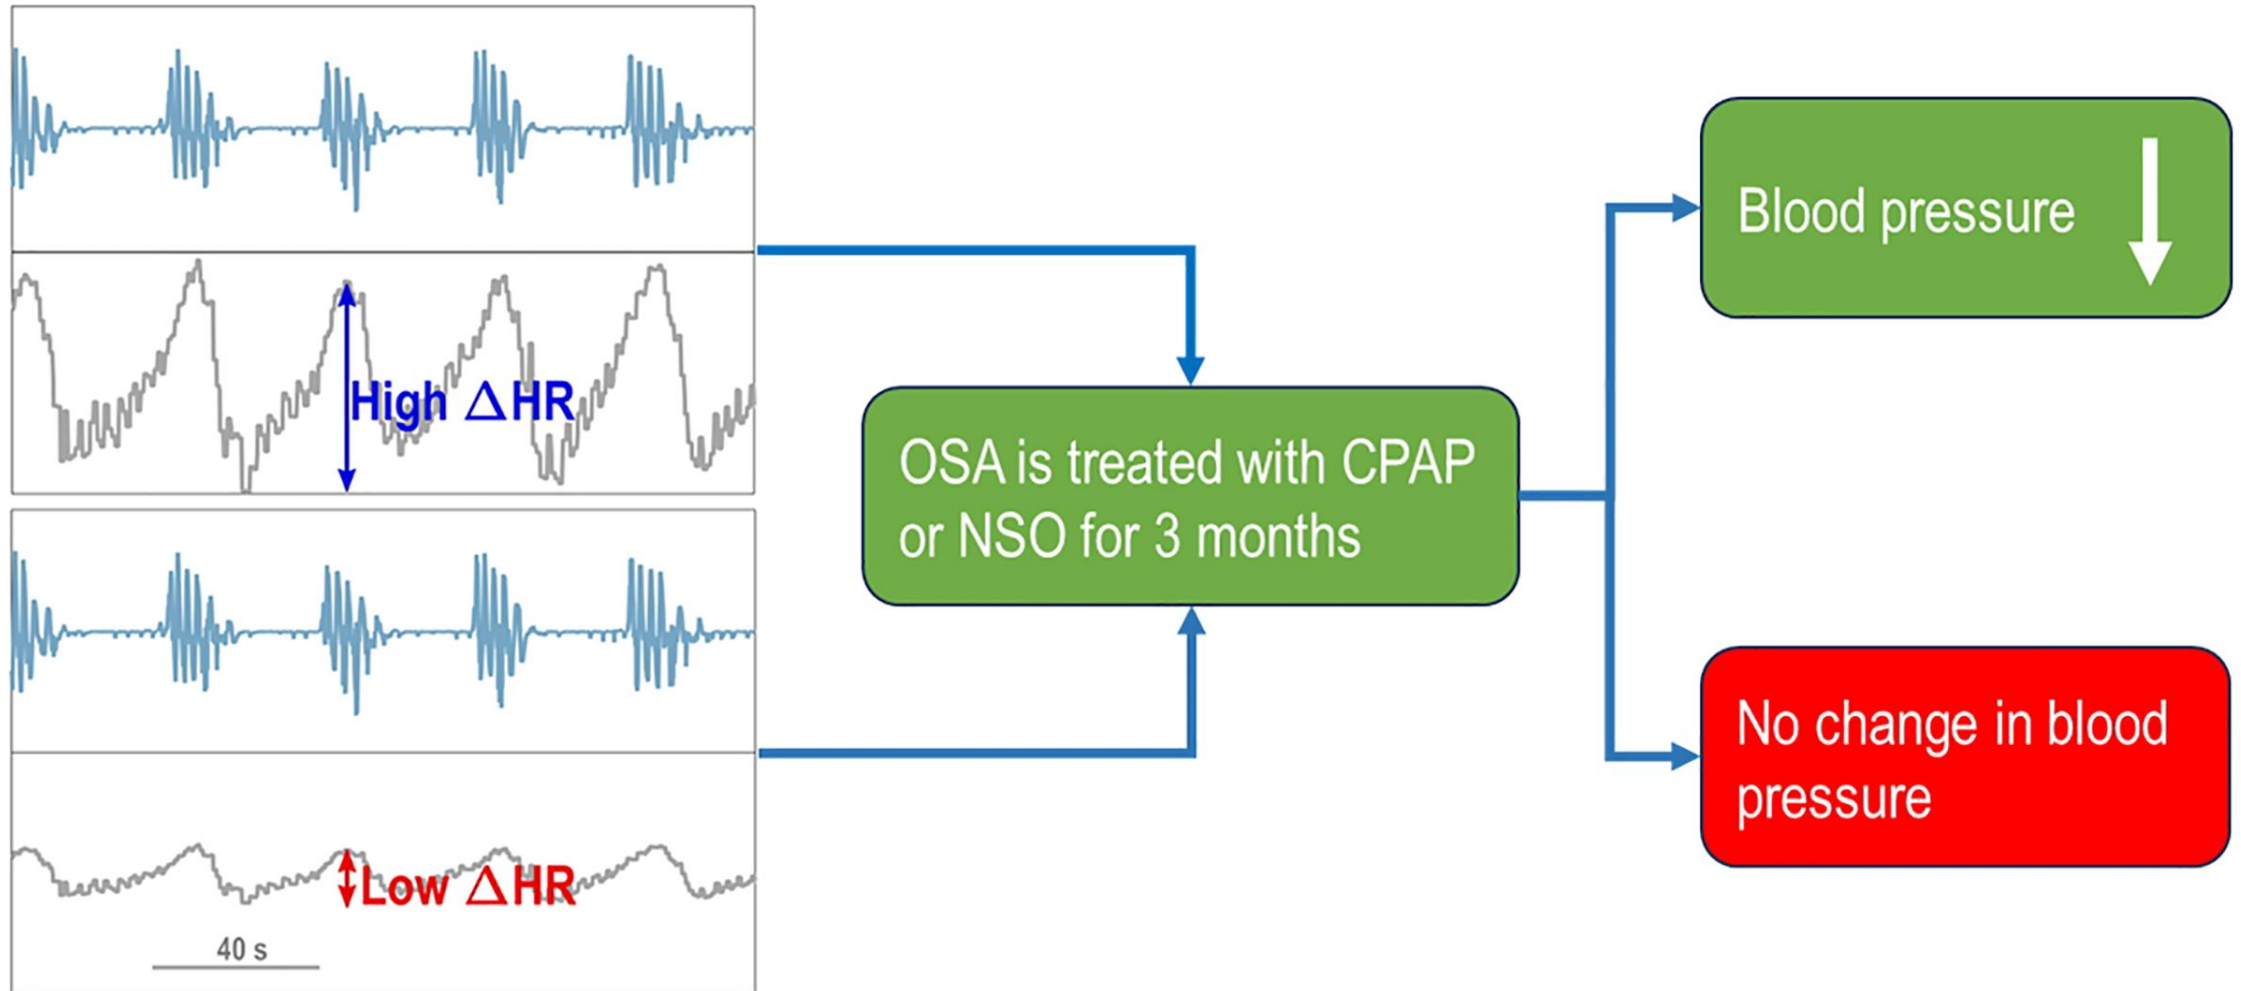 High ΔHR
Low ΔHR
40 s
OSA is treated with CPAP
or NSO for 3 months
Blood pressure
No change in blood
pressure